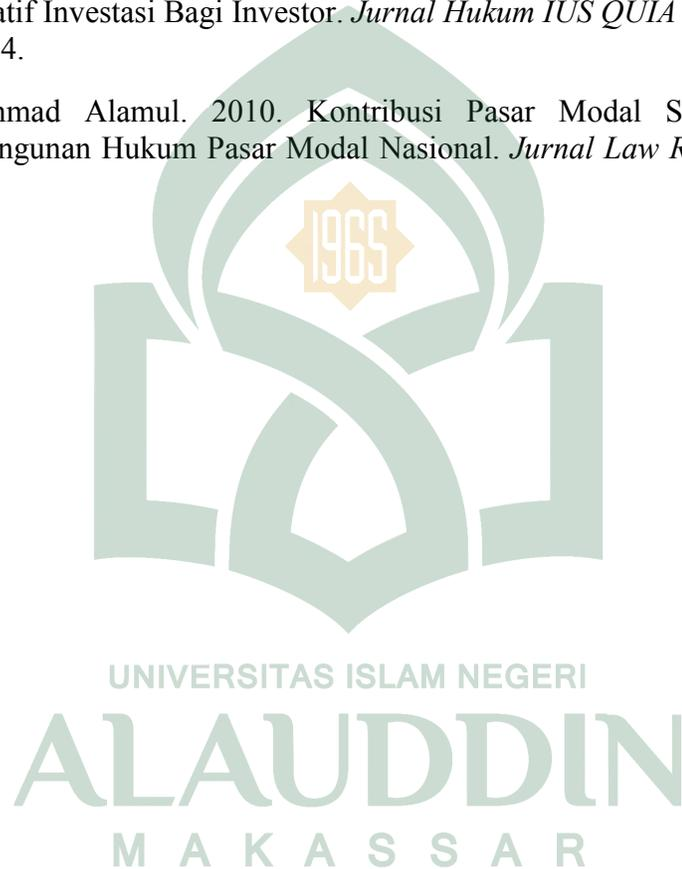 atif Investasi Bagi Investor. Jurnal Hukum IUS QUIA
4.
nmad Alamul. 2010. Kontribusi Pasar Modal S
ngunan Hukum Pasar Modal Nasional. Jurnal Law R
1965
UNIVERSITAS ISLAM NEGERI
ALAUDDIN
MAKASSAR